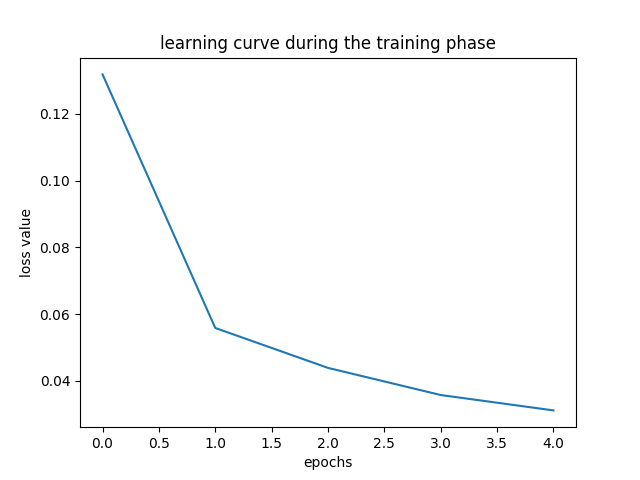 learning curve during the training phase
0.12
0.10
0.08
0.06
0.04
loss value
0.0 0.5 1.0 1.5 2.0 2.5 3.0 3.5 4.0
epochs